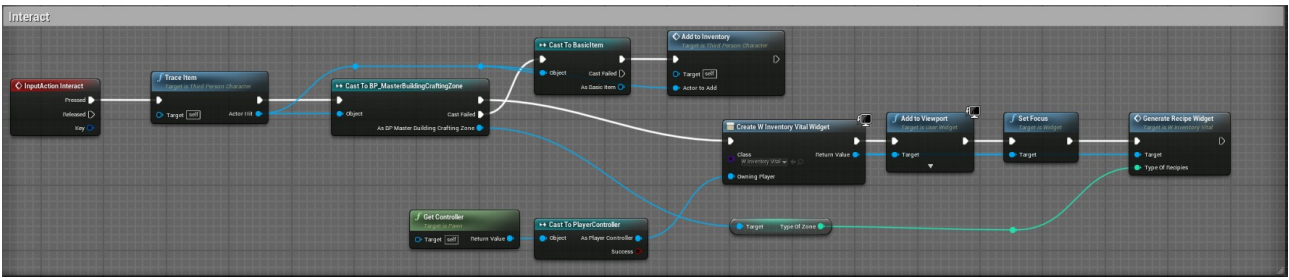 Interact
InputAction Interact
Pressed
Released
Key
Trace Item
Target is Third Person Character
Target self
Actor Hit
Cast To BP_MasterBuildingCraftingZone
Object
Cast Failed
As BP Master Building Crafting Zone
Cast To BasicItem
Object
Cast Failed
As Basic Item
Add to Inventory
Target is Third Person Character
Target self
Actor to Add
Create W Inventory Vital Widget
Class
W Inventory Vital
Return Value
Owning Player
Add to Viewport
Target is User Widget
Target
Set Focus
Target is Widget
Target
Generate Recipe Widget
Target is W Inventory Vital
Target
Type Of Recipies
Get Controller
Target is Pawn
Target self
Return Value
Cast To PlayerController
Object
As Player Controller
Success
Target
Type Of Zone